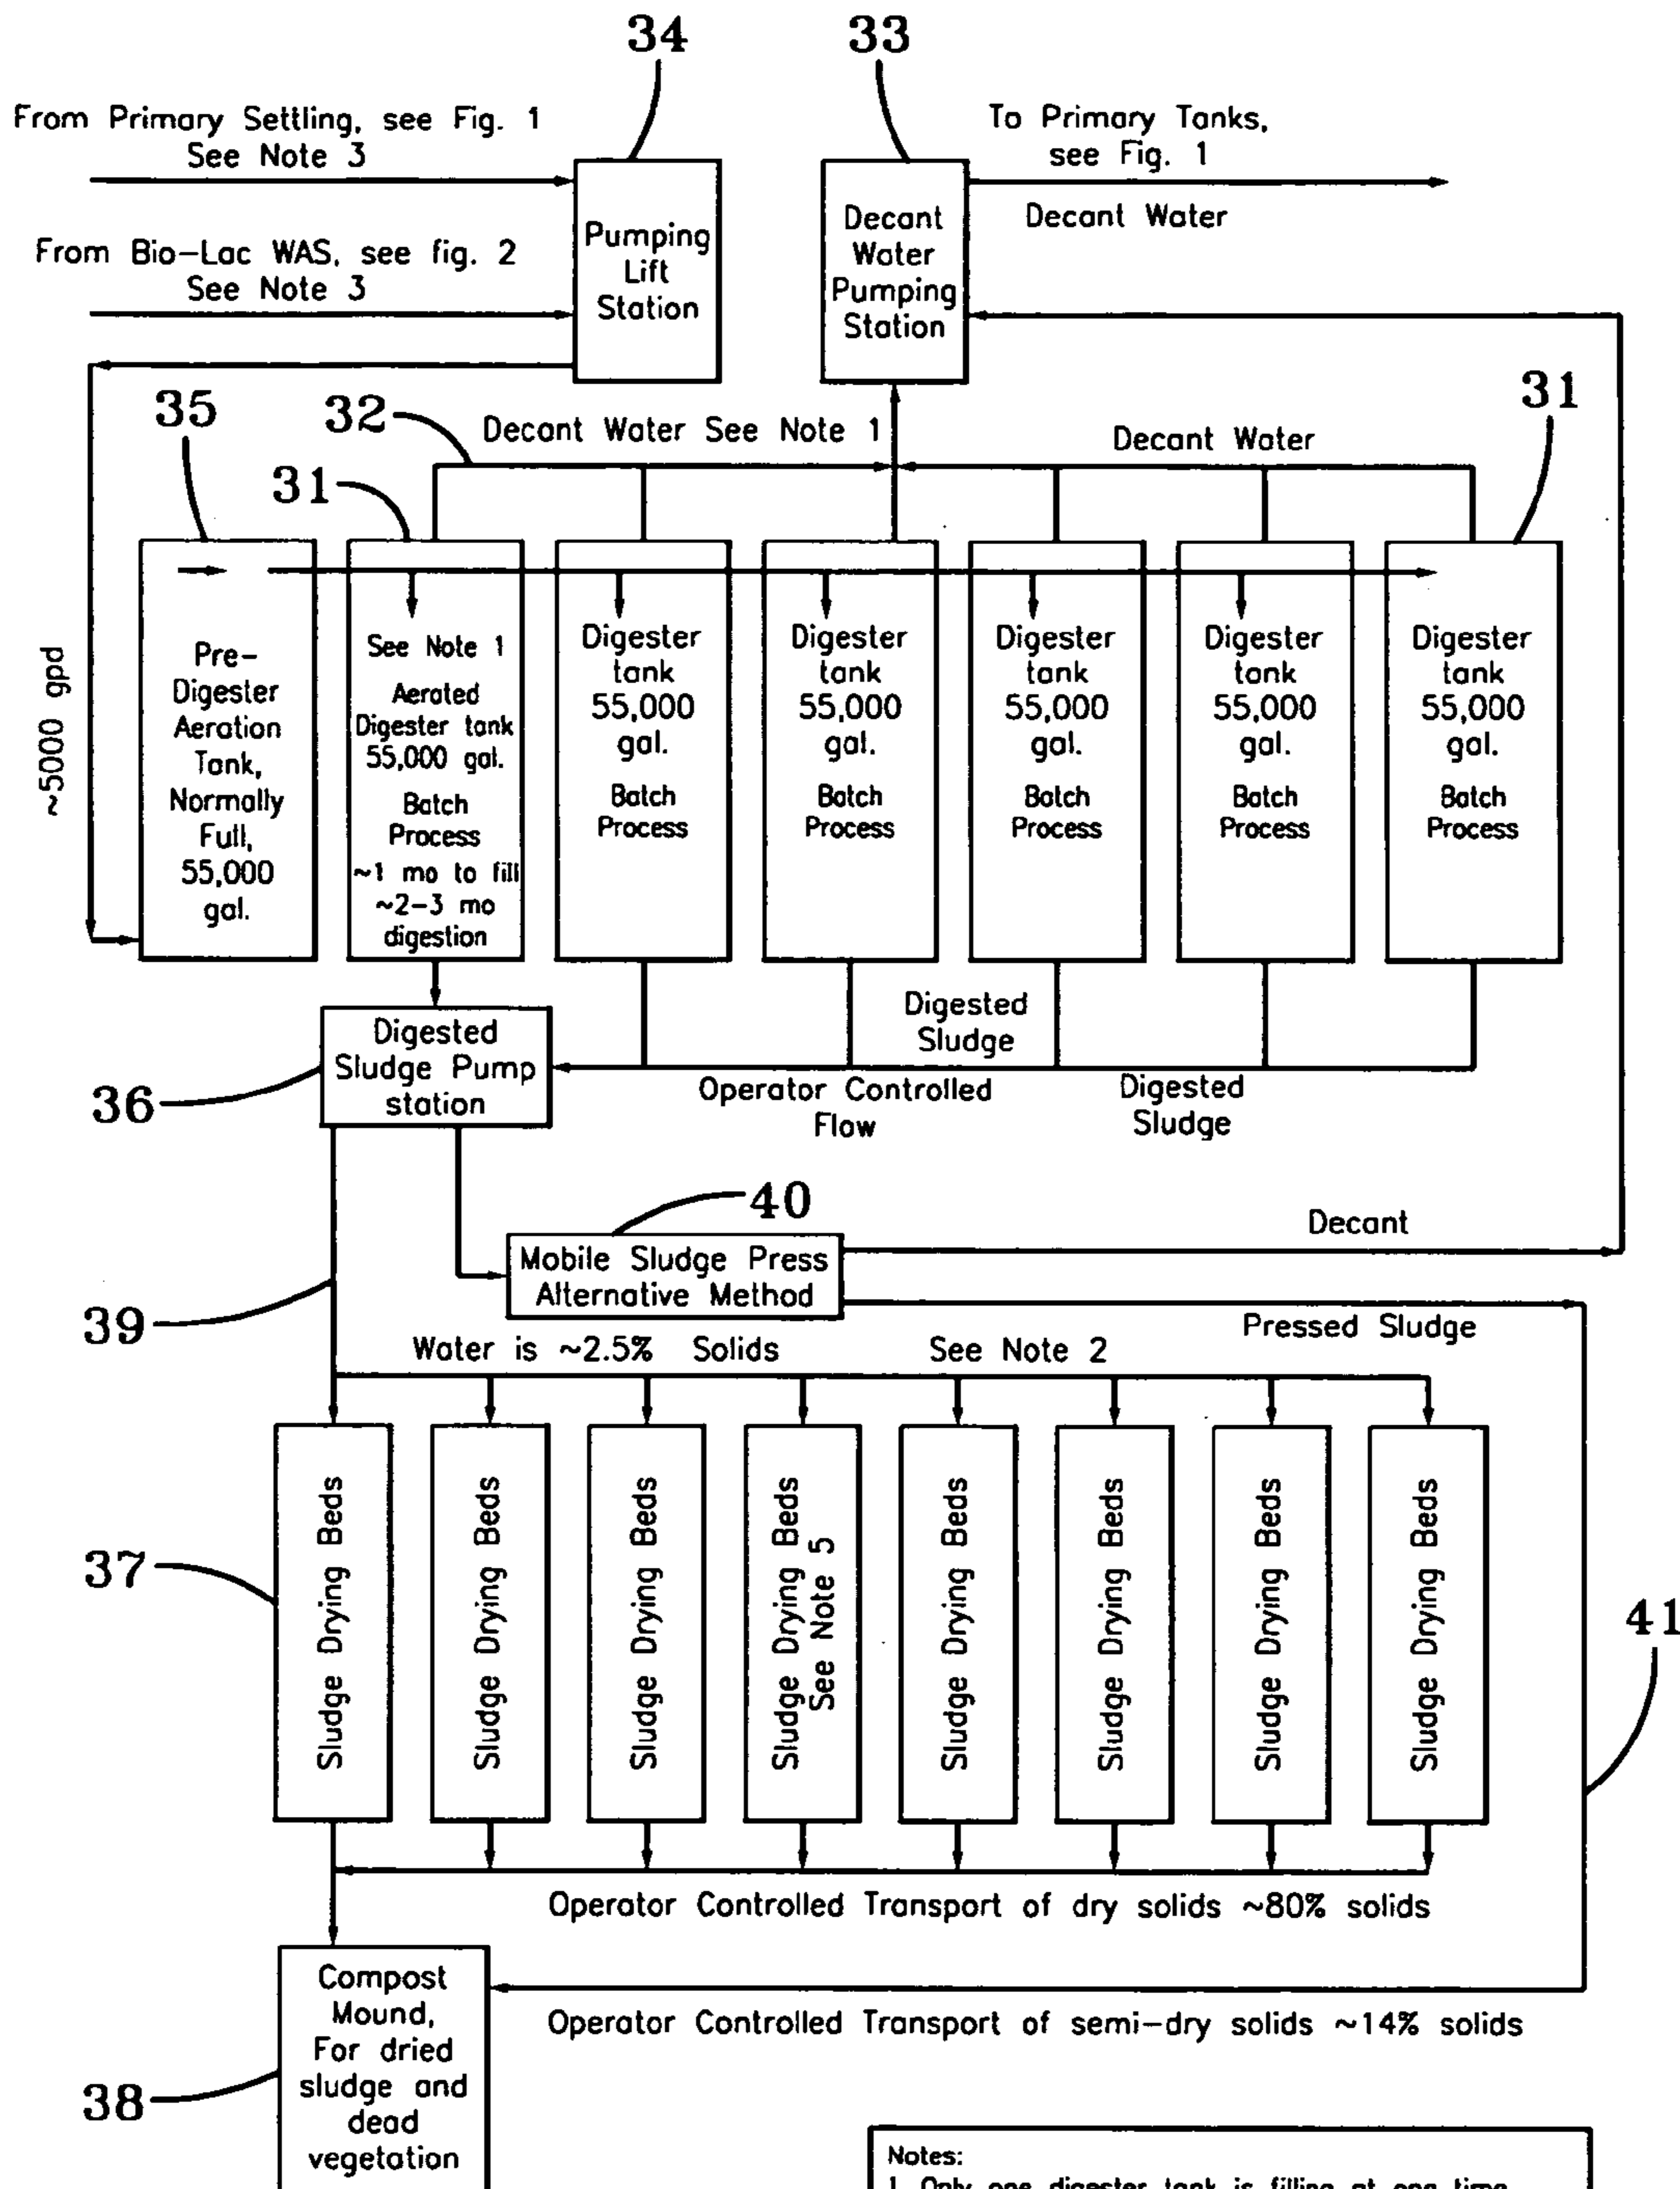 34
33
From Primary Settling, see Fig. 1
See Note 3
To Primary Tanks,
see Fig. 1
Decant Water
From Bio-Lac WAS, see fig. 2
See Note 3
Pumping
Lift
Station
Decant
Water
Pumping
Station
35
32
31
Decant Water See Note 1
Decant Water
31
~5000 gpd
Pre-
Digester
Aeration
Tank,
Normally
Full,
55,000
gal.
See Note 1
Aerated
Digester tank
55,000 gal.
Batch
Process
~1 mo to fill
~2-3 mo
digestion
Digester
tank
55,000
gal.
Batch
Process
Digester
tank
55,000
gal.
Batch
Process
Digester
tank
55,000
gal.
Batch
Process
Digester
tank
55,000
gal.
Batch
Process
Digester
tank
55,000
gal.
Batch
Process
Digested
Sludge Pump
station
36
Digested
Sludge
Operator Controlled
Flow
Digested
Sludge
40
Mobile Sludge Press
Alternative Method
Decant
Pressed Sludge
39
Water is ~2.5% Solids
See Note 2
37
Sludge Drying Beds
Sludge Drying Beds
Sludge Drying Beds
Sludge Drying Beds
See Note 5
Sludge Drying Beds
Sludge Drying Beds
Sludge Drying Beds
Sludge Drying Beds
41
Operator Controlled Transport of dry solids ~80% solids
Operator Controlled Transport of semi-dry solids ~14% solids
38
Compost
Mound,
For dried
sludge and
dead
vegetation
Notes:
1. Only one digester tank is filling at one time